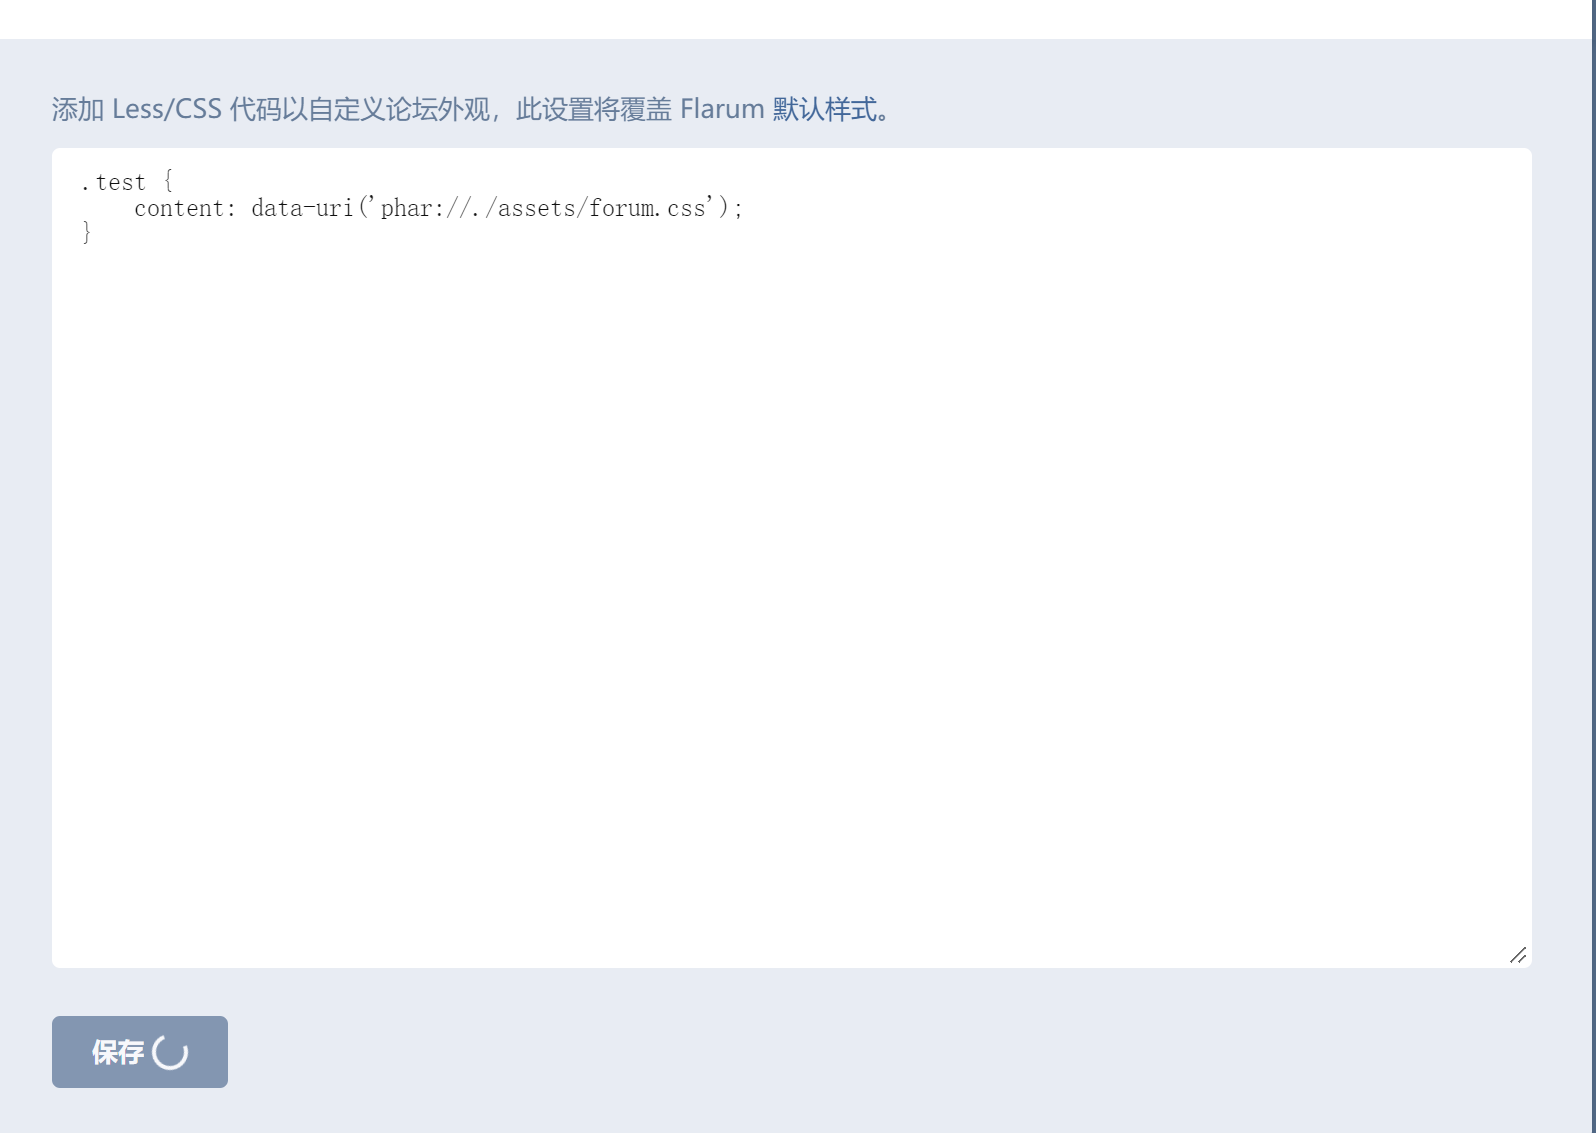 添加 Less/CSS 代码以自定义论坛外观，此设置将覆盖 Flarum 默认样式。
.test {
    content: data-uri('phar://./assets/forum.css');
}
保存